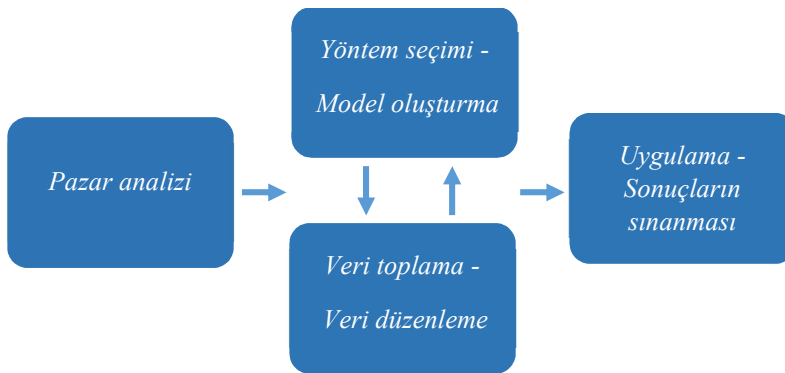 Pazar analizi
Yöntem seçimi -
Model oluşturma
Veri toplama -
Veri düzenleme
Uygulama -
Sonuçların
sınanması